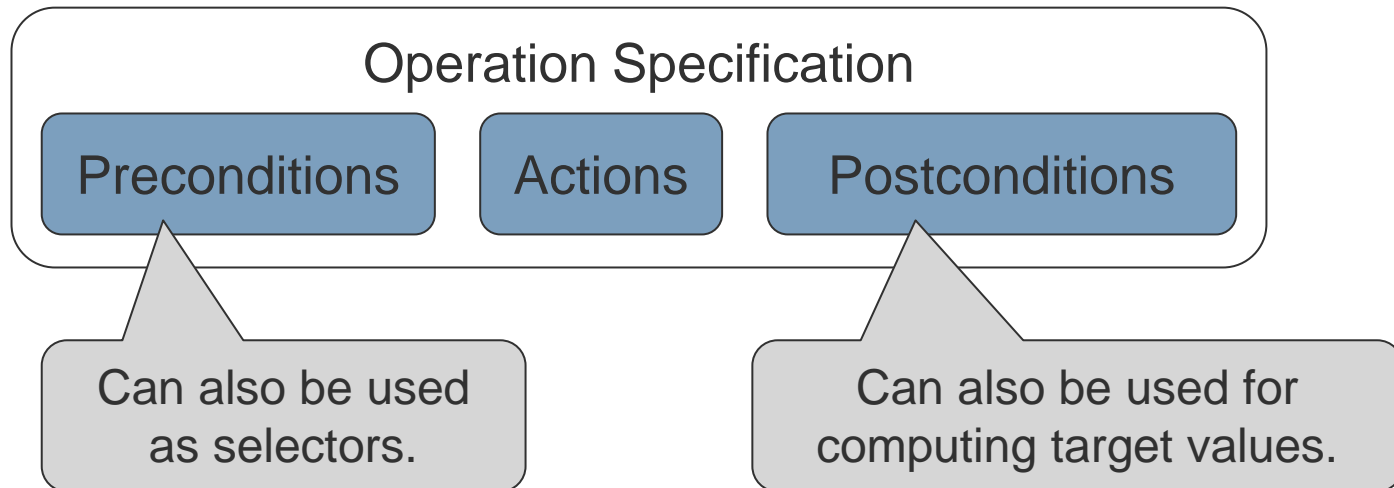 Operation Specification
Preconditions
Actions
Postconditions
Can also be used
as selectors.
Can also be used for
computing target values.